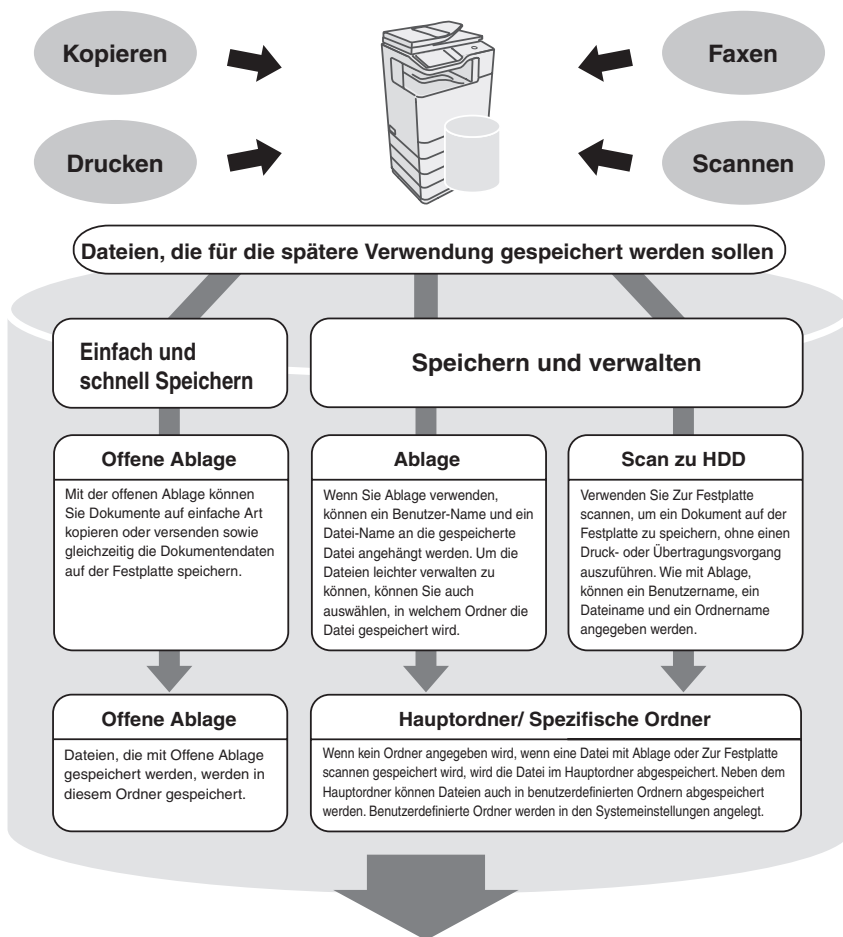 Kopieren
Faxen
Drucken
Scannen
Dateien, die für die spätere Verwendung gespeichert werden sollen
Einfach und
schnell Speichern
Speichern und verwalten
Offene Ablage
Mit der offenen Ablage können
Sie Dokumente auf einfache Art
kopieren oder versenden sowie
gleichzeitig die Dokumentendaten
auf der Festplatte speichern.
Ablage
Wenn Sie Ablage verwenden,
können ein Benutzer-Name und ein
Datei-Name an die gespeicherte
Datei angehängt werden. Um die
Dateien leichter verwalten zu
können, können Sie auch
auswählen, in welchem Ordner die
Datei gespeichert wird.
Scan zu HDD
Verwenden Sie Zur Festplatte
scannen, um ein Dokument auf der
Festplatte zu speichern, ohne einen
Druck- oder Übertragungsvorgang
auszuführen. Wie mit Ablage,
können ein Benutzername, ein
Dateiname und ein Ordnername
angegeben werden.
Offene Ablage
Dateien, die mit Offene Ablage
gespeichert werden, werden in
diesem Ordner gespeichert.
Hauptordner/ Spezifische Ordner
Wenn kein Ordner angegeben wird, wenn eine Datei mit Ablage oder Zur Festplatte
scannen gespeichert wird, wird die Datei im Hauptordner abgespeichert. Neben dem
Hauptordner können Dateien auch in benutzerdefinierten Ordnern abgespeichert
werden. Benutzerdefinierte Ordner werden in den Systemeinstellungen angelegt.